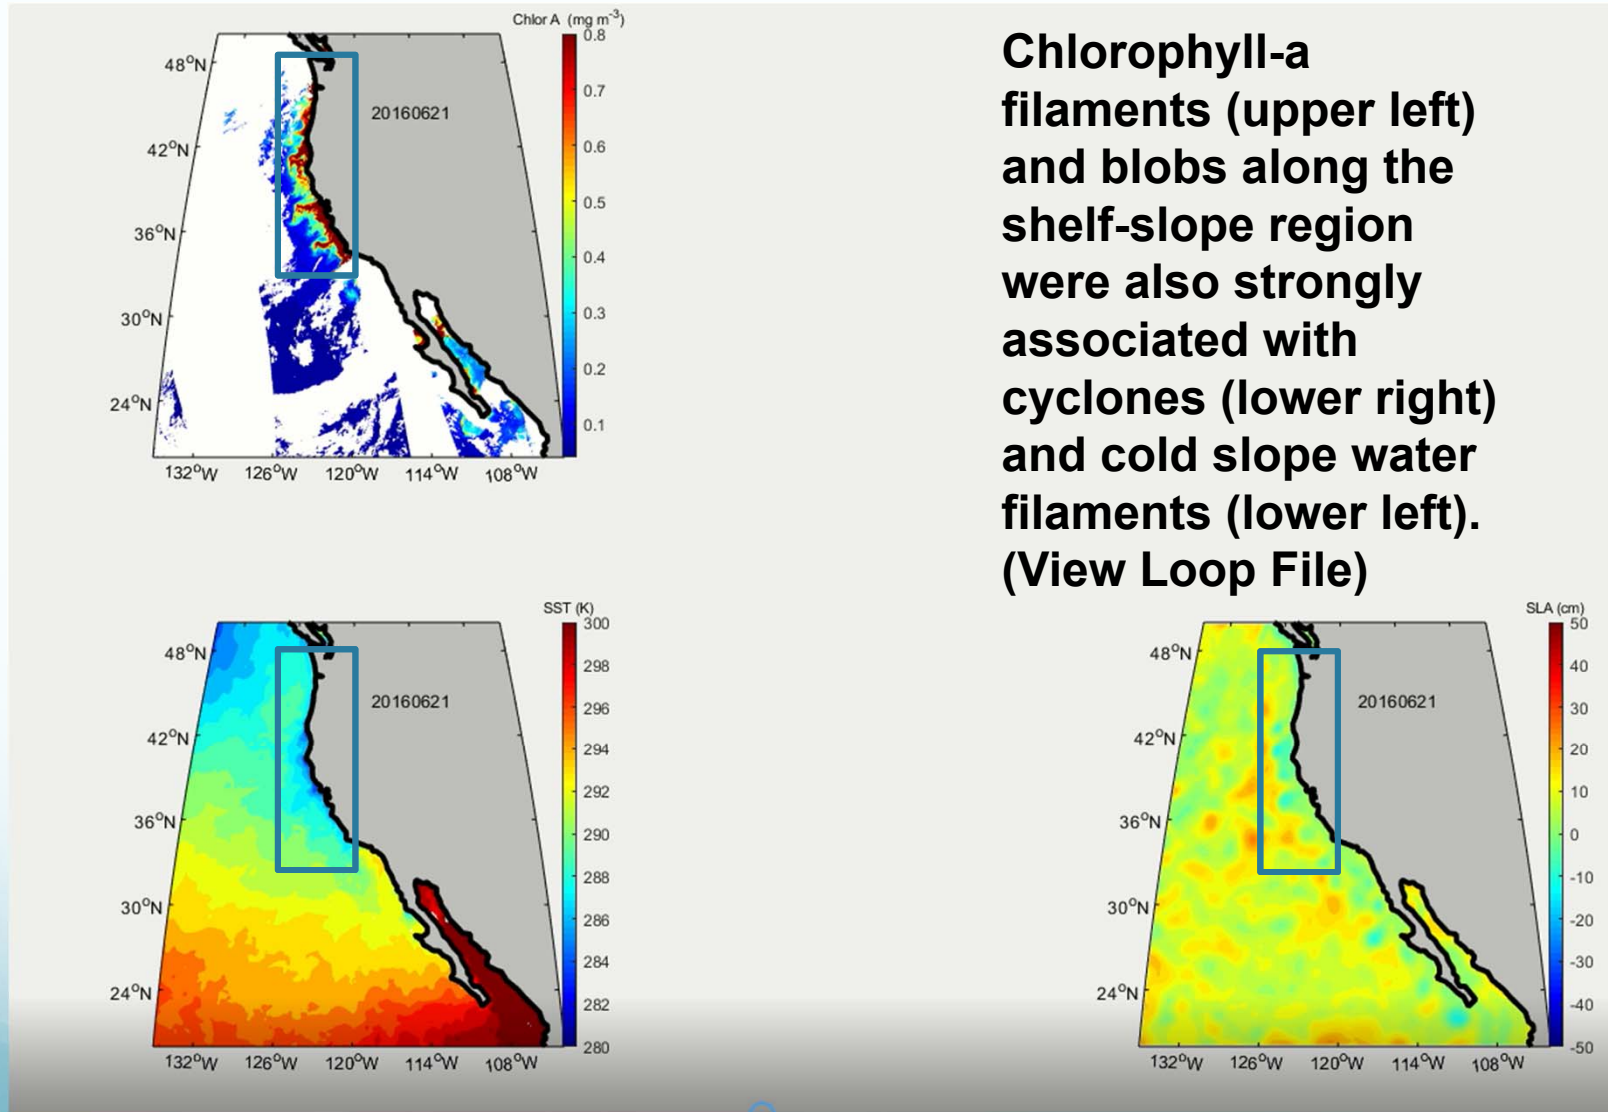 Chlor A (mg m⁻³)
48°N
42°N
36°N
30°N
24°N
20160621
0.8
0.7
0.6
0.5
0.4
0.3
0.2
0.1
132°W 126°W 120°W 114°W 108°W
Chlorophyll-a
filaments (upper left)
and blobs along the
shelf-slope region
were also strongly
associated with
cyclones (lower right)
and cold slope water
filaments (lower left).
(View Loop File)
SST (K)
48°N
42°N
36°N
30°N
24°N
20160621
300
298
296
294
292
290
288
286
284
282
280
132°W 126°W 120°W 114°W 108°W
SLA (cm)
48°N
42°N
36°N
30°N
24°N
20160621
50
40
30
20
10
0
-10
-20
-30
-40
-50
132°W 126°W 120°W 114°W 108°W